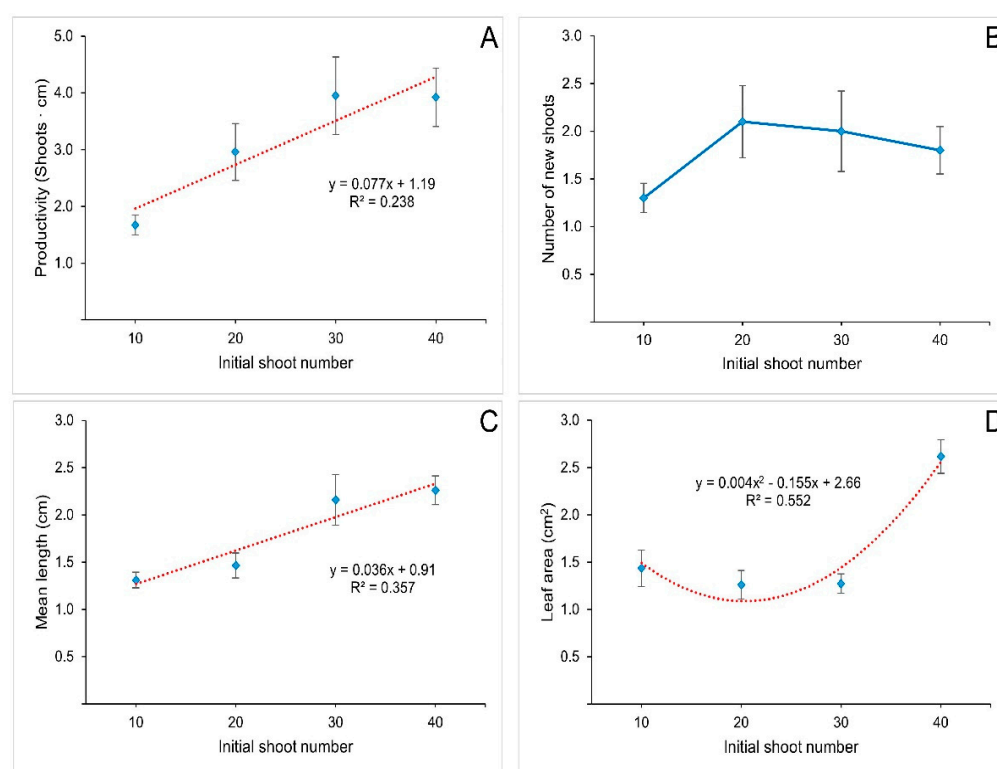 A
5.0
4.0
3.0
2.0
1.0
Productivity (Shoots · cm)
y = 0.077x + 1.19
R² = 0.238
10 20 30 40
Initial shoot number
B
3.0
2.5
2.0
1.5
1.0
0.5
Number of new shoots
10 20 30 40
Initial shoot number
C
3.0
2.5
2.0
1.5
1.0
0.5
Mean length (cm)
y = 0.036x + 0.91
R² = 0.357
10 20 30 40
Initial shoot number
D
3.0
2.5
2.0
1.5
1.0
0.5
Leaf area (cm²)
y = 0.004x² - 0.155x + 2.66
R² = 0.552
10 20 30 40
Initial shoot number